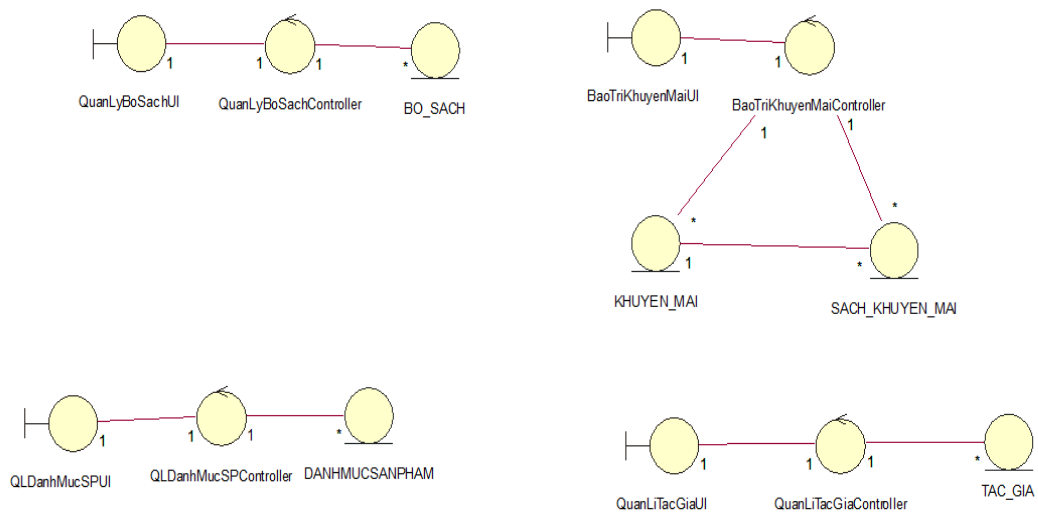 1 1 1 *
QuanLyBoSachUI QuanLyBoSachController BO_SACH
1 1
BaoTriKhuyenMaiUI BaoTriKhuyenMaiController
1 1
* *
1 *
KHUYEN_MAI SACH_KHUYEN_MAI
1 1 1 *
QLDanhMucSPUI QLDanhMucSPController DANHMUCSANPHAM
1 1 1 *
QuanLiTacGiaUI QuanLiTacGiaController TAC_GIA